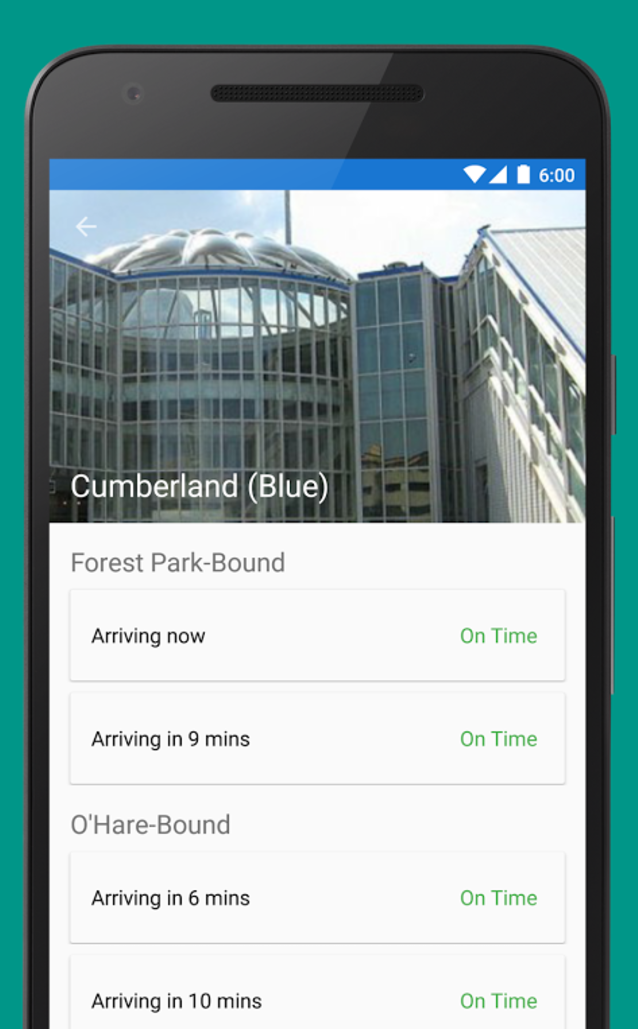 6:00
Cumberland (Blue)
Forest Park-Bound
Arriving now On Time
Arriving in 9 mins On Time
O'Hare-Bound
Arriving in 6 mins On Time
Arriving in 10 mins On Time